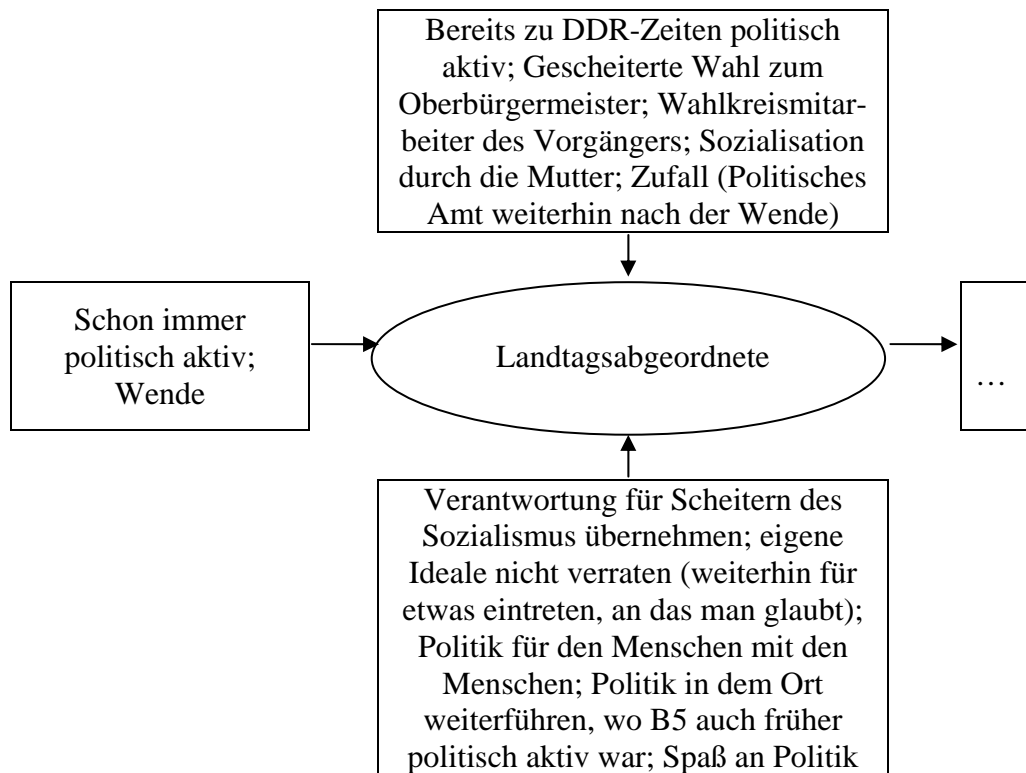 Bereits zu DDR-Zeiten politisch
aktiv; Gescheiterte Wahl zum
Oberbürgermeister; Wahlkreismitar-
beiter des Vorgängers; Sozialisation
durch die Mutter; Zufall (Politisches
Amt weiterhin nach der Wende)
Schon immer
politisch aktiv;
Wende
Landtagsabgeordnete
…
Verantwortung für Scheitern des
Sozialismus übernehmen; eigene
Ideale nicht verraten (weiterhin für
etwas eintreten, an das man glaubt);
Politik für den Menschen mit den
Menschen; Politik in dem Ort
weiterführen, wo B5 auch früher
politisch aktiv war; Spaß an Politik